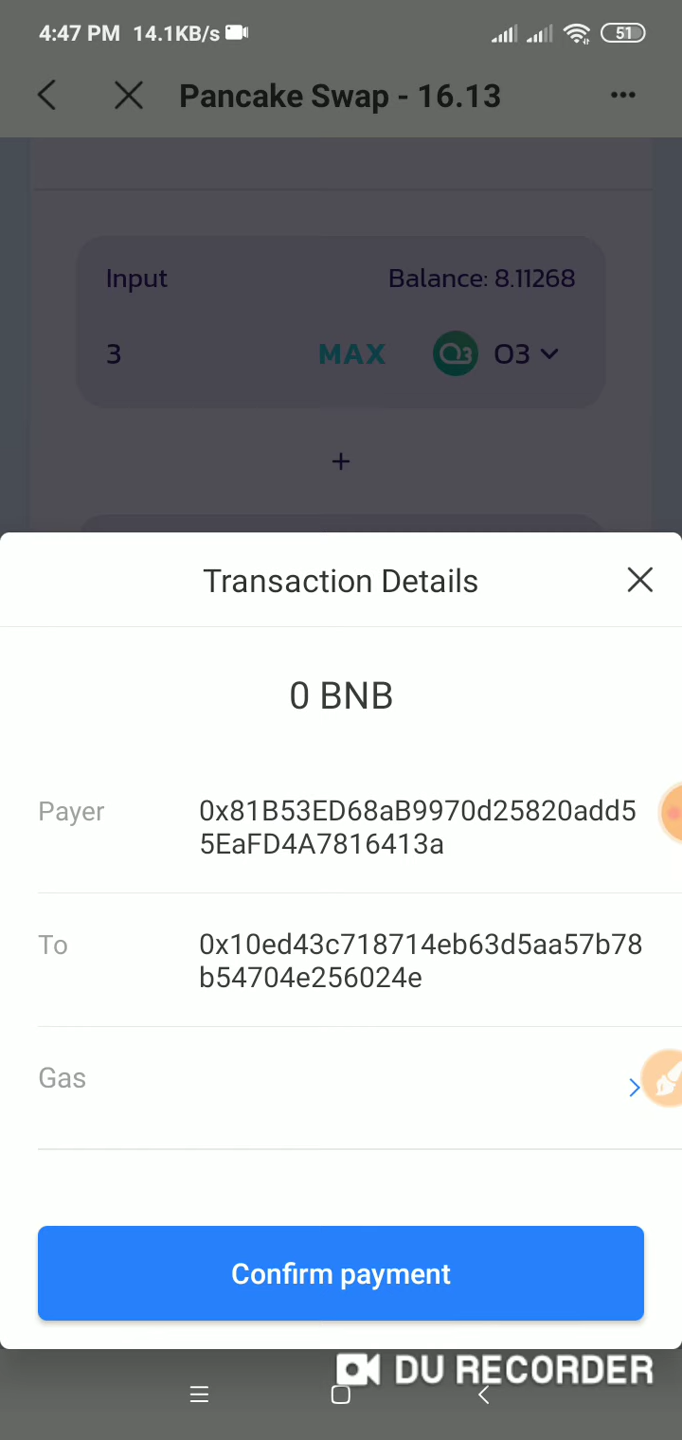 4:47 PM 14.1KB/s 51
Pancake Swap - 16.13 ...
Input Balance: 8.11268
3 MAX O3 O3
+
Transaction Details
0 BNB
Payer 0x81B53ED68aB9970d25820add5
5EaFD4A7816413a
To 0x10ed43c718714eb63d5aa57b78
b54704e256024e
Gas
Confirm payment
DU RECORDER